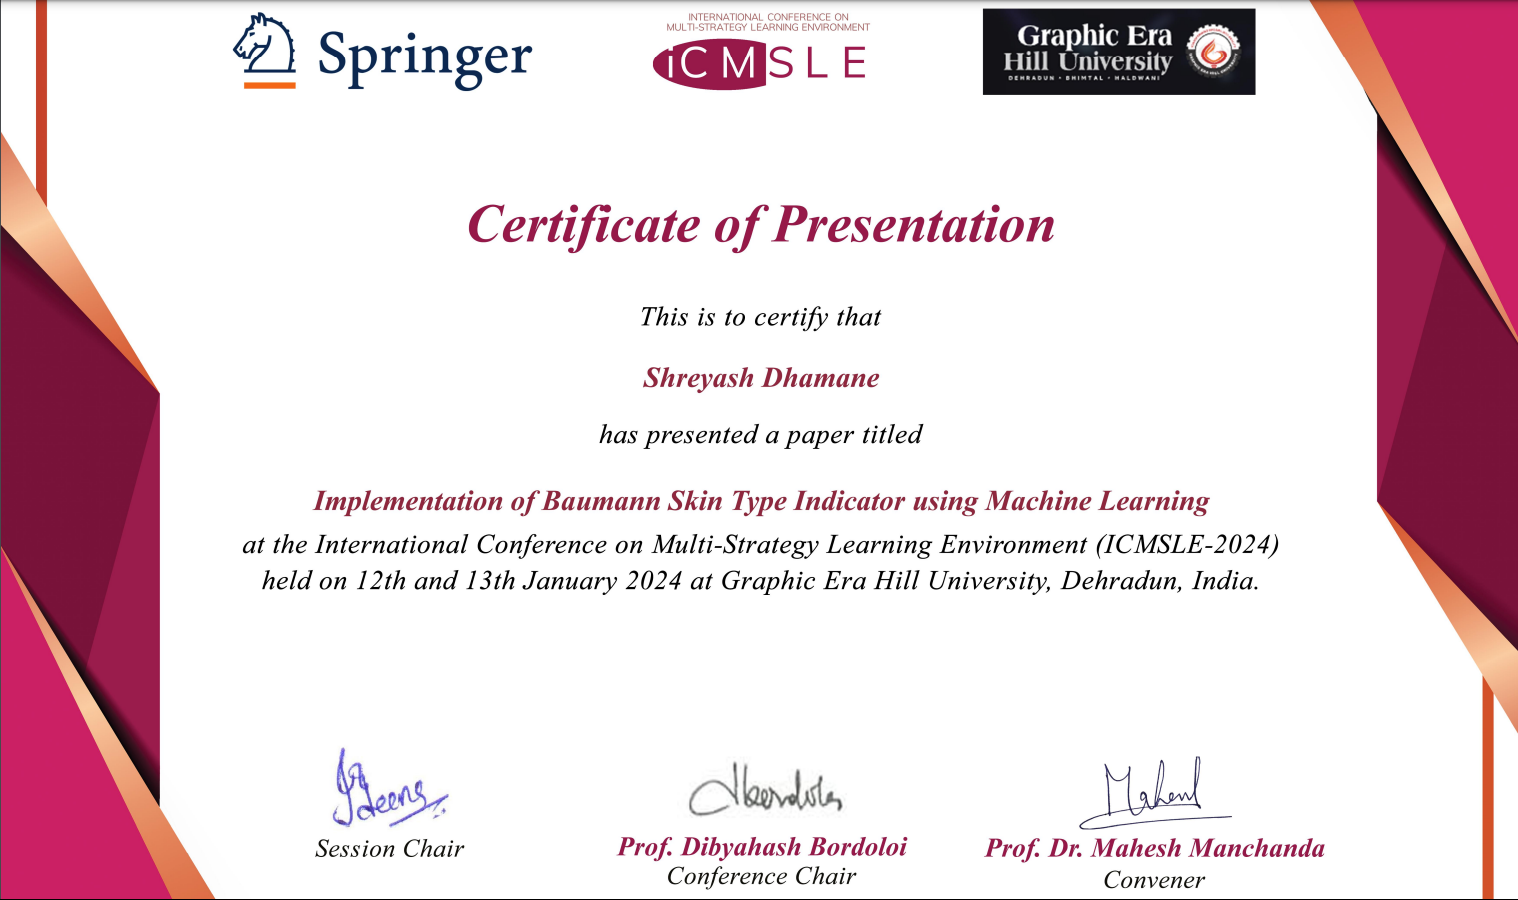 Springer
INTERNATIONAL CONFERENCE ON
MULTI-STRATEGY LEARNING ENVIRONMENT
iCMSLE
Graphic Era
Hill University
DEHRADUN • BHIMTAL • HALDWANI
Certificate of Presentation
This is to certify that
Shreyash Dhamane
has presented a paper titled
Implementation of Baumann Skin Type Indicator using Machine Learning
at the International Conference on Multi-Strategy Learning Environment (ICMSLE-2024)
held on 12th and 13th January 2024 at Graphic Era Hill University, Dehradun, India.
Session Chair
Prof. Dibyahash Bordoloi
Conference Chair
Prof. Dr. Mahesh Manchanda
Convener